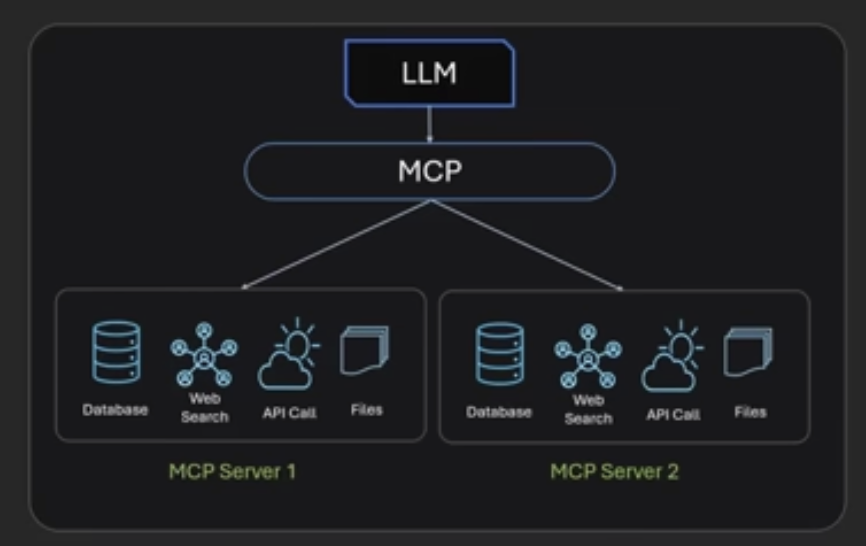 LLM
MCP
Database
Web
Search
API Call
Files
Database
Web
Search
API Call
Files
MCP Server 1
MCP Server 2